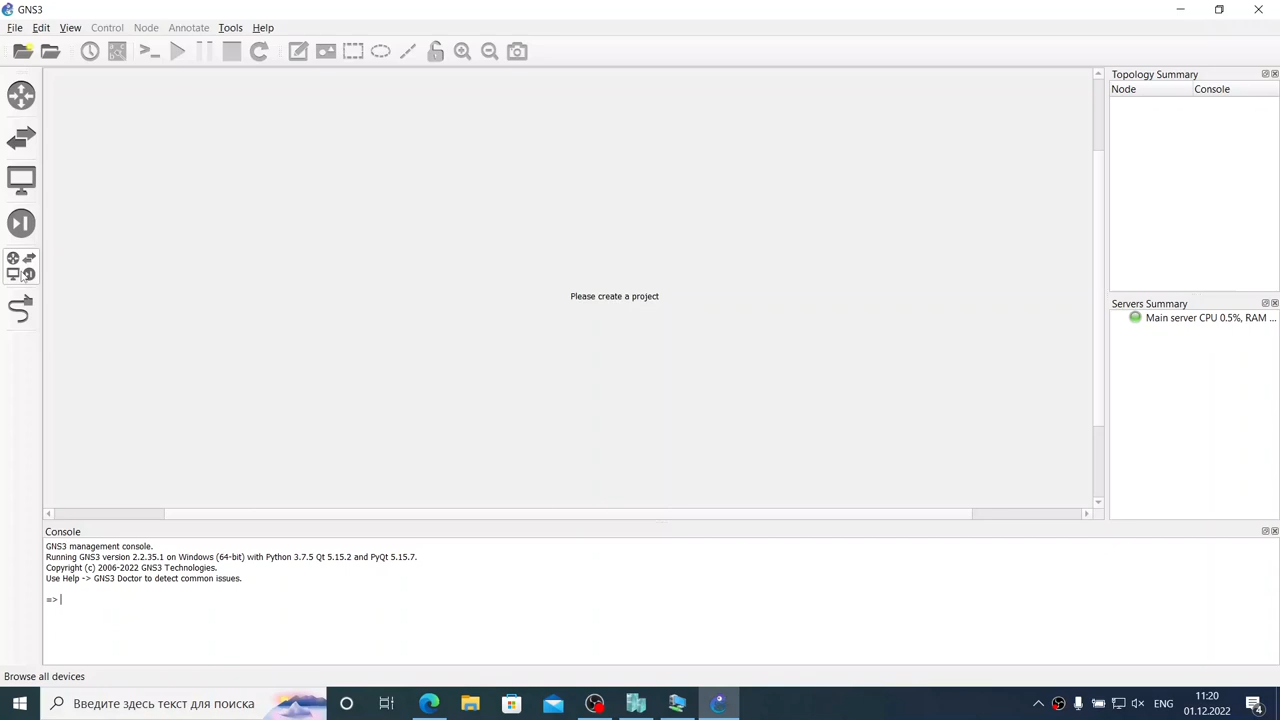 GNS3
File Edit View Control Node Annotate Tools Help
Topology Summary
Node Console
Please create a project
Servers Summary
Main server CPU 0.5%, RAM ...
Console
GNS3 management console.
Running GNS3 version 2.2.35.1 on Windows (64-bit) with Python 3.7.5 Qt 5.15.2 and PyQt 5.15.7.
Copyright (c) 2006-2022 GNS3 Technologies.
Use Help -> GNS3 Doctor to detect common issues.
=>
Browse all devices
Введите здесь текст для поиска
ENG
11:20
01.12.2022
4